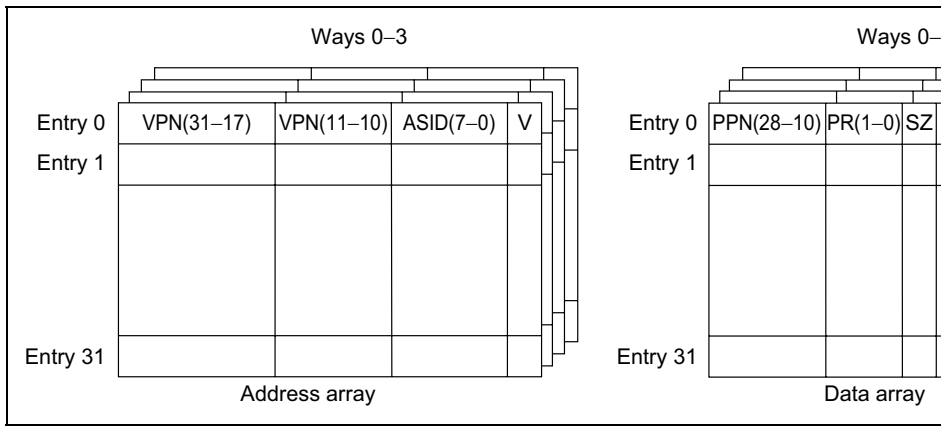 Ways 0–3
Entry 0 VPN(31–17) VPN(11–10) ASID(7–0) V
Entry 1
Entry 31
Address array
Ways 0–
Entry 0 PPN(28–10) PR(1–0) SZ
Entry 1
Entry 31
Data array